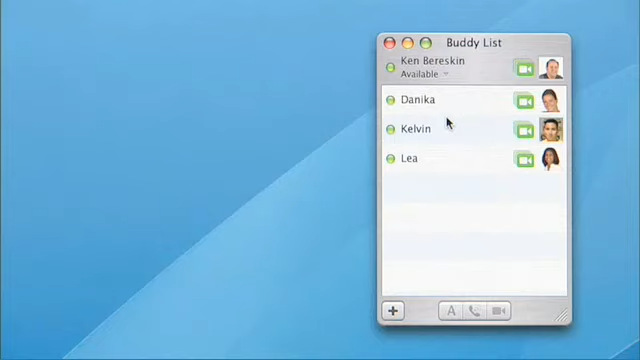 Buddy List
Ken Bereskin
Available
Danika
Kelvin
Lea
A